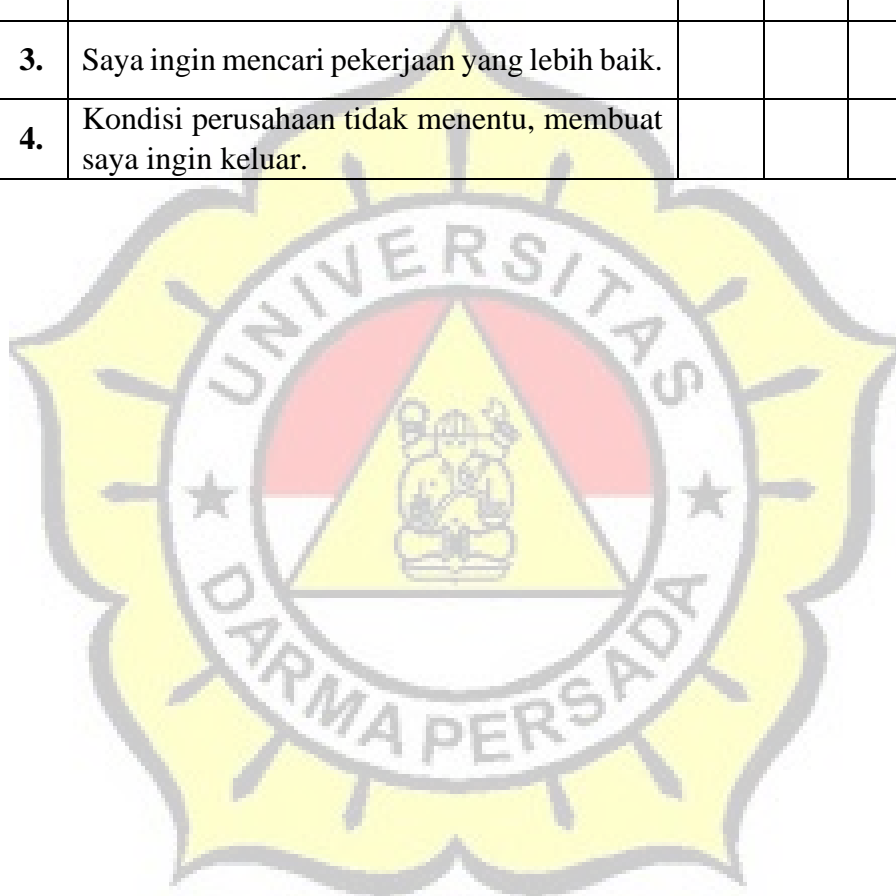 3. Saya ingin mencari pekerjaan yang lebih baik.
4. Kondisi perusahaan tidak menentu, membuat
saya ingin keluar.
UNIVERSITAS
DARMA PERSADA